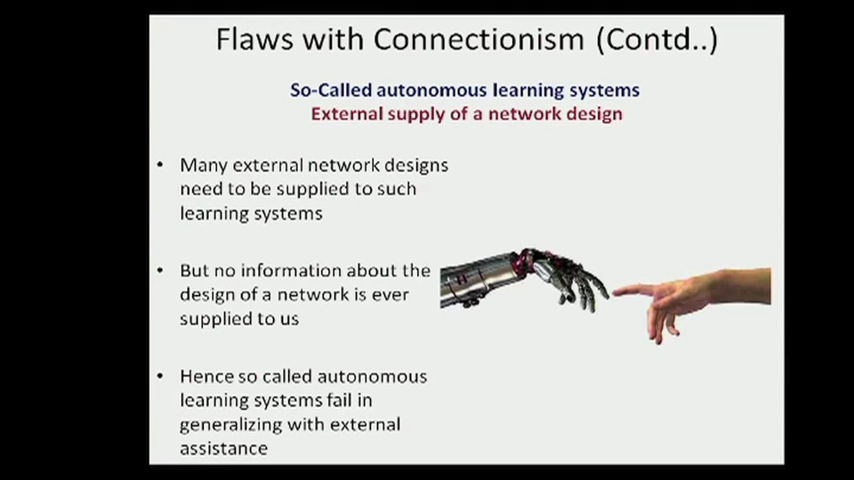 Flaws with Connectionism (Contd..)
So-Called autonomous learning systems
External supply of a network design
• Many external network designs
need to be supplied to such
learning systems
• But no information about the
design of a network is ever
supplied to us
• Hence so called autonomous
learning systems fail in
generalizing with external
assistance